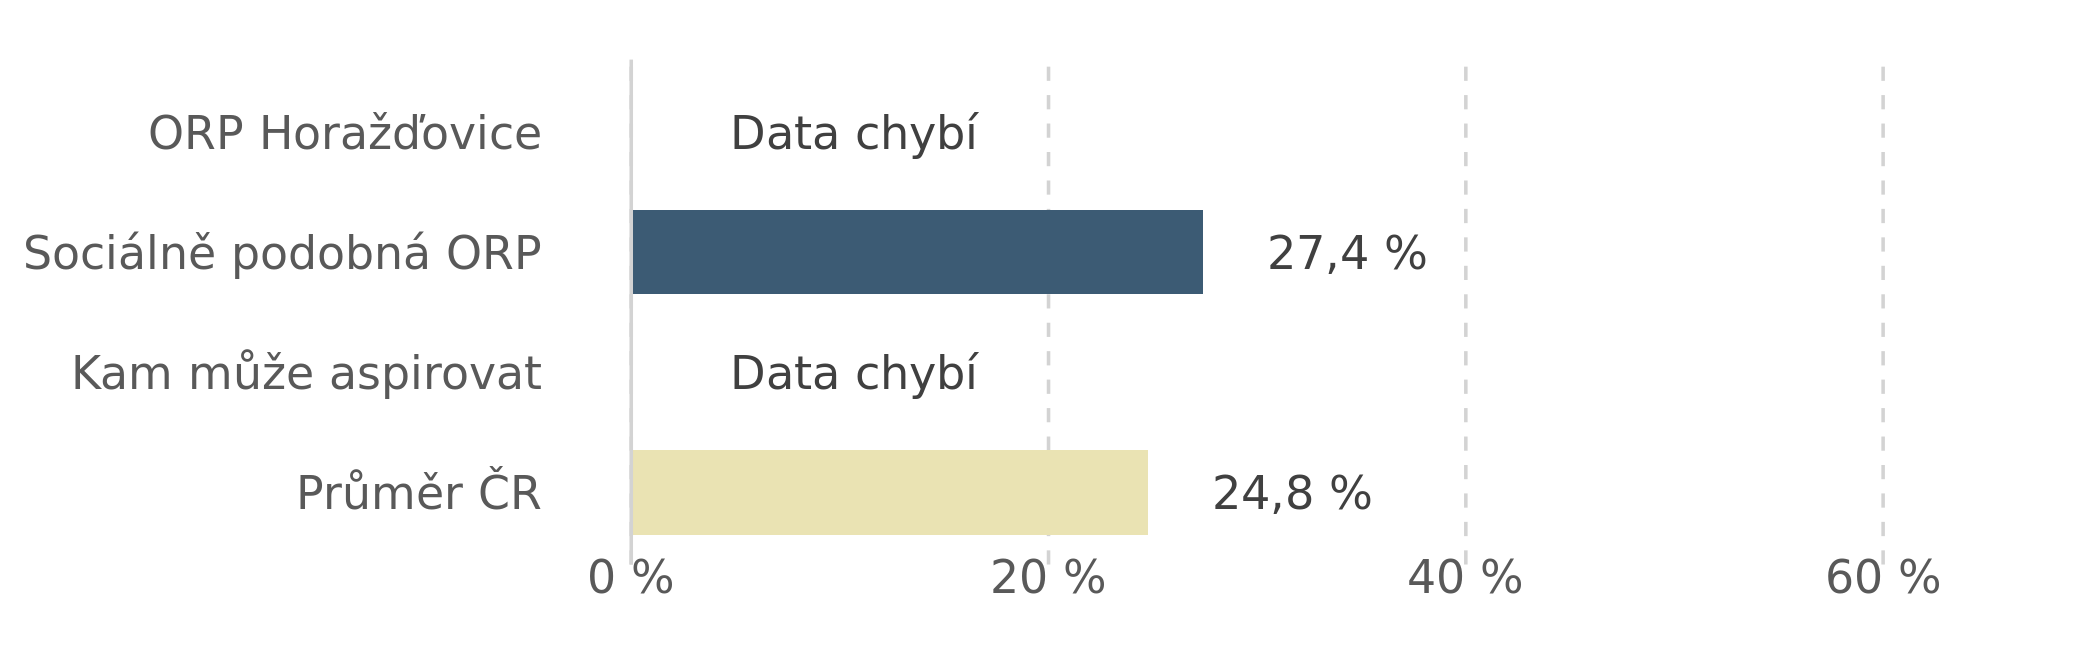 ORP Horažďovice Data chybí
Sociálně podobná ORP 27,4 %
Kam může aspirovat Data chybí
Průměr ČR 24,8 %
0 % 20 % 40 % 60 %